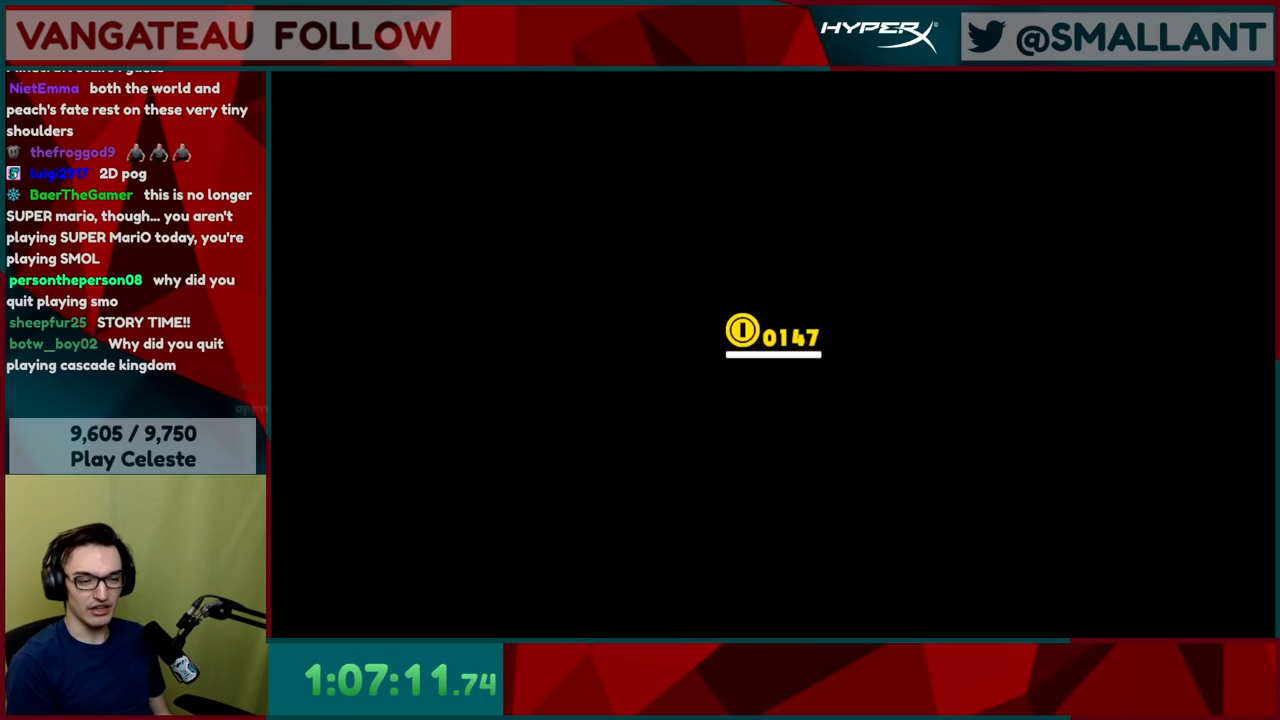 VANGATEAU FOLLOW
HYPERX
@SMALLANT
NietEmma both the world and
peach's fate rest on these very tiny
shoulders
thefroggod9
luigi2917 2D pog
BaerTheGamer this is no longer
SUPER mario, though... you aren't
playing SUPER MariO today, you're
playing SMOL
persontheperson08 why did you
quit playing smo
sheepfur25 STORY TIME!!
botw_boy02 Why did you quit
playing cascade kingdom
9,605 / 9,750
Play Celeste
0147
1:07:11.74